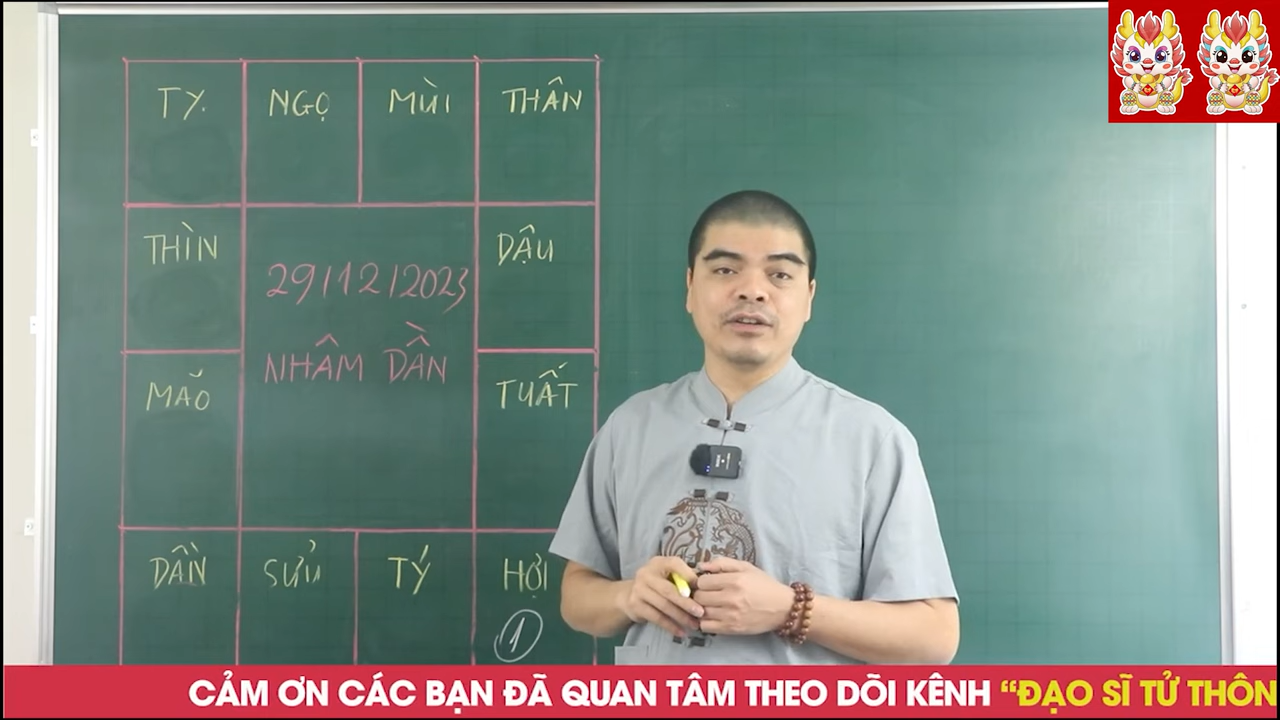 TỴ. NGỌ MÙI THÂN
THÌN DẬU
29/12/2023
NHÂM DẦN
MÃO TUẤT
DẦN SỬU TÝ HỢI
1
CẢM ƠN CÁC BẠN ĐÃ QUAN TÂM THEO DÕI KÊNH “ĐẠO SĨ TỬ THÔN